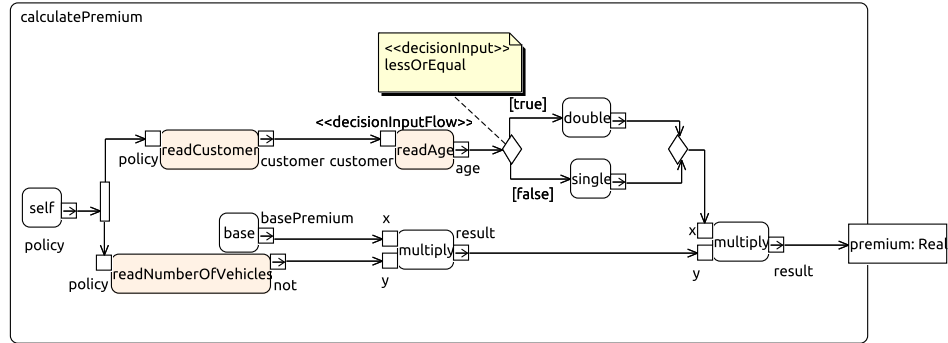 calculatePremium
<<decisionInput>>
lessOrEqual
[true]
double
<<decisionInputFlow>>
readCustomer
readAge
policy
customer
customer
age
single
[false]
self
policy
base
basePremium
x
multiply
result
y
readNumberOfVehicles
policy
not
x
multiply
y
result
premium: Real